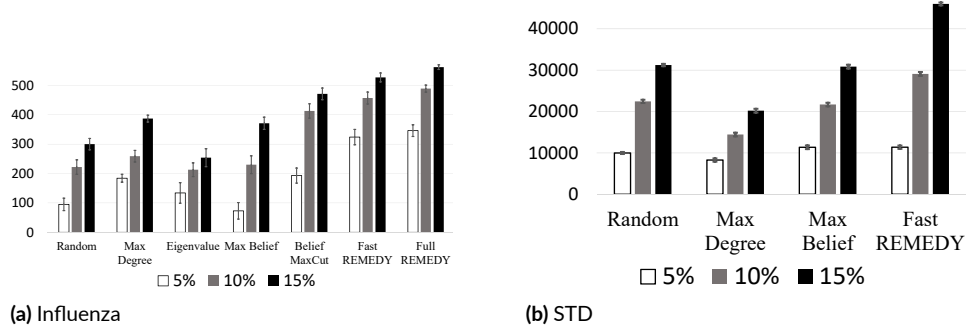 500
400
300
200
100
0
Random Max Degree Eigenvalue Max Belief Belief MaxCut Fast REMEDY Full REMEDY
5% 10% 15%
(a) Influenza
40000
30000
20000
10000
0
Random Max Degree Max Belief Fast REMEDY
5% 10% 15%
(b) STD